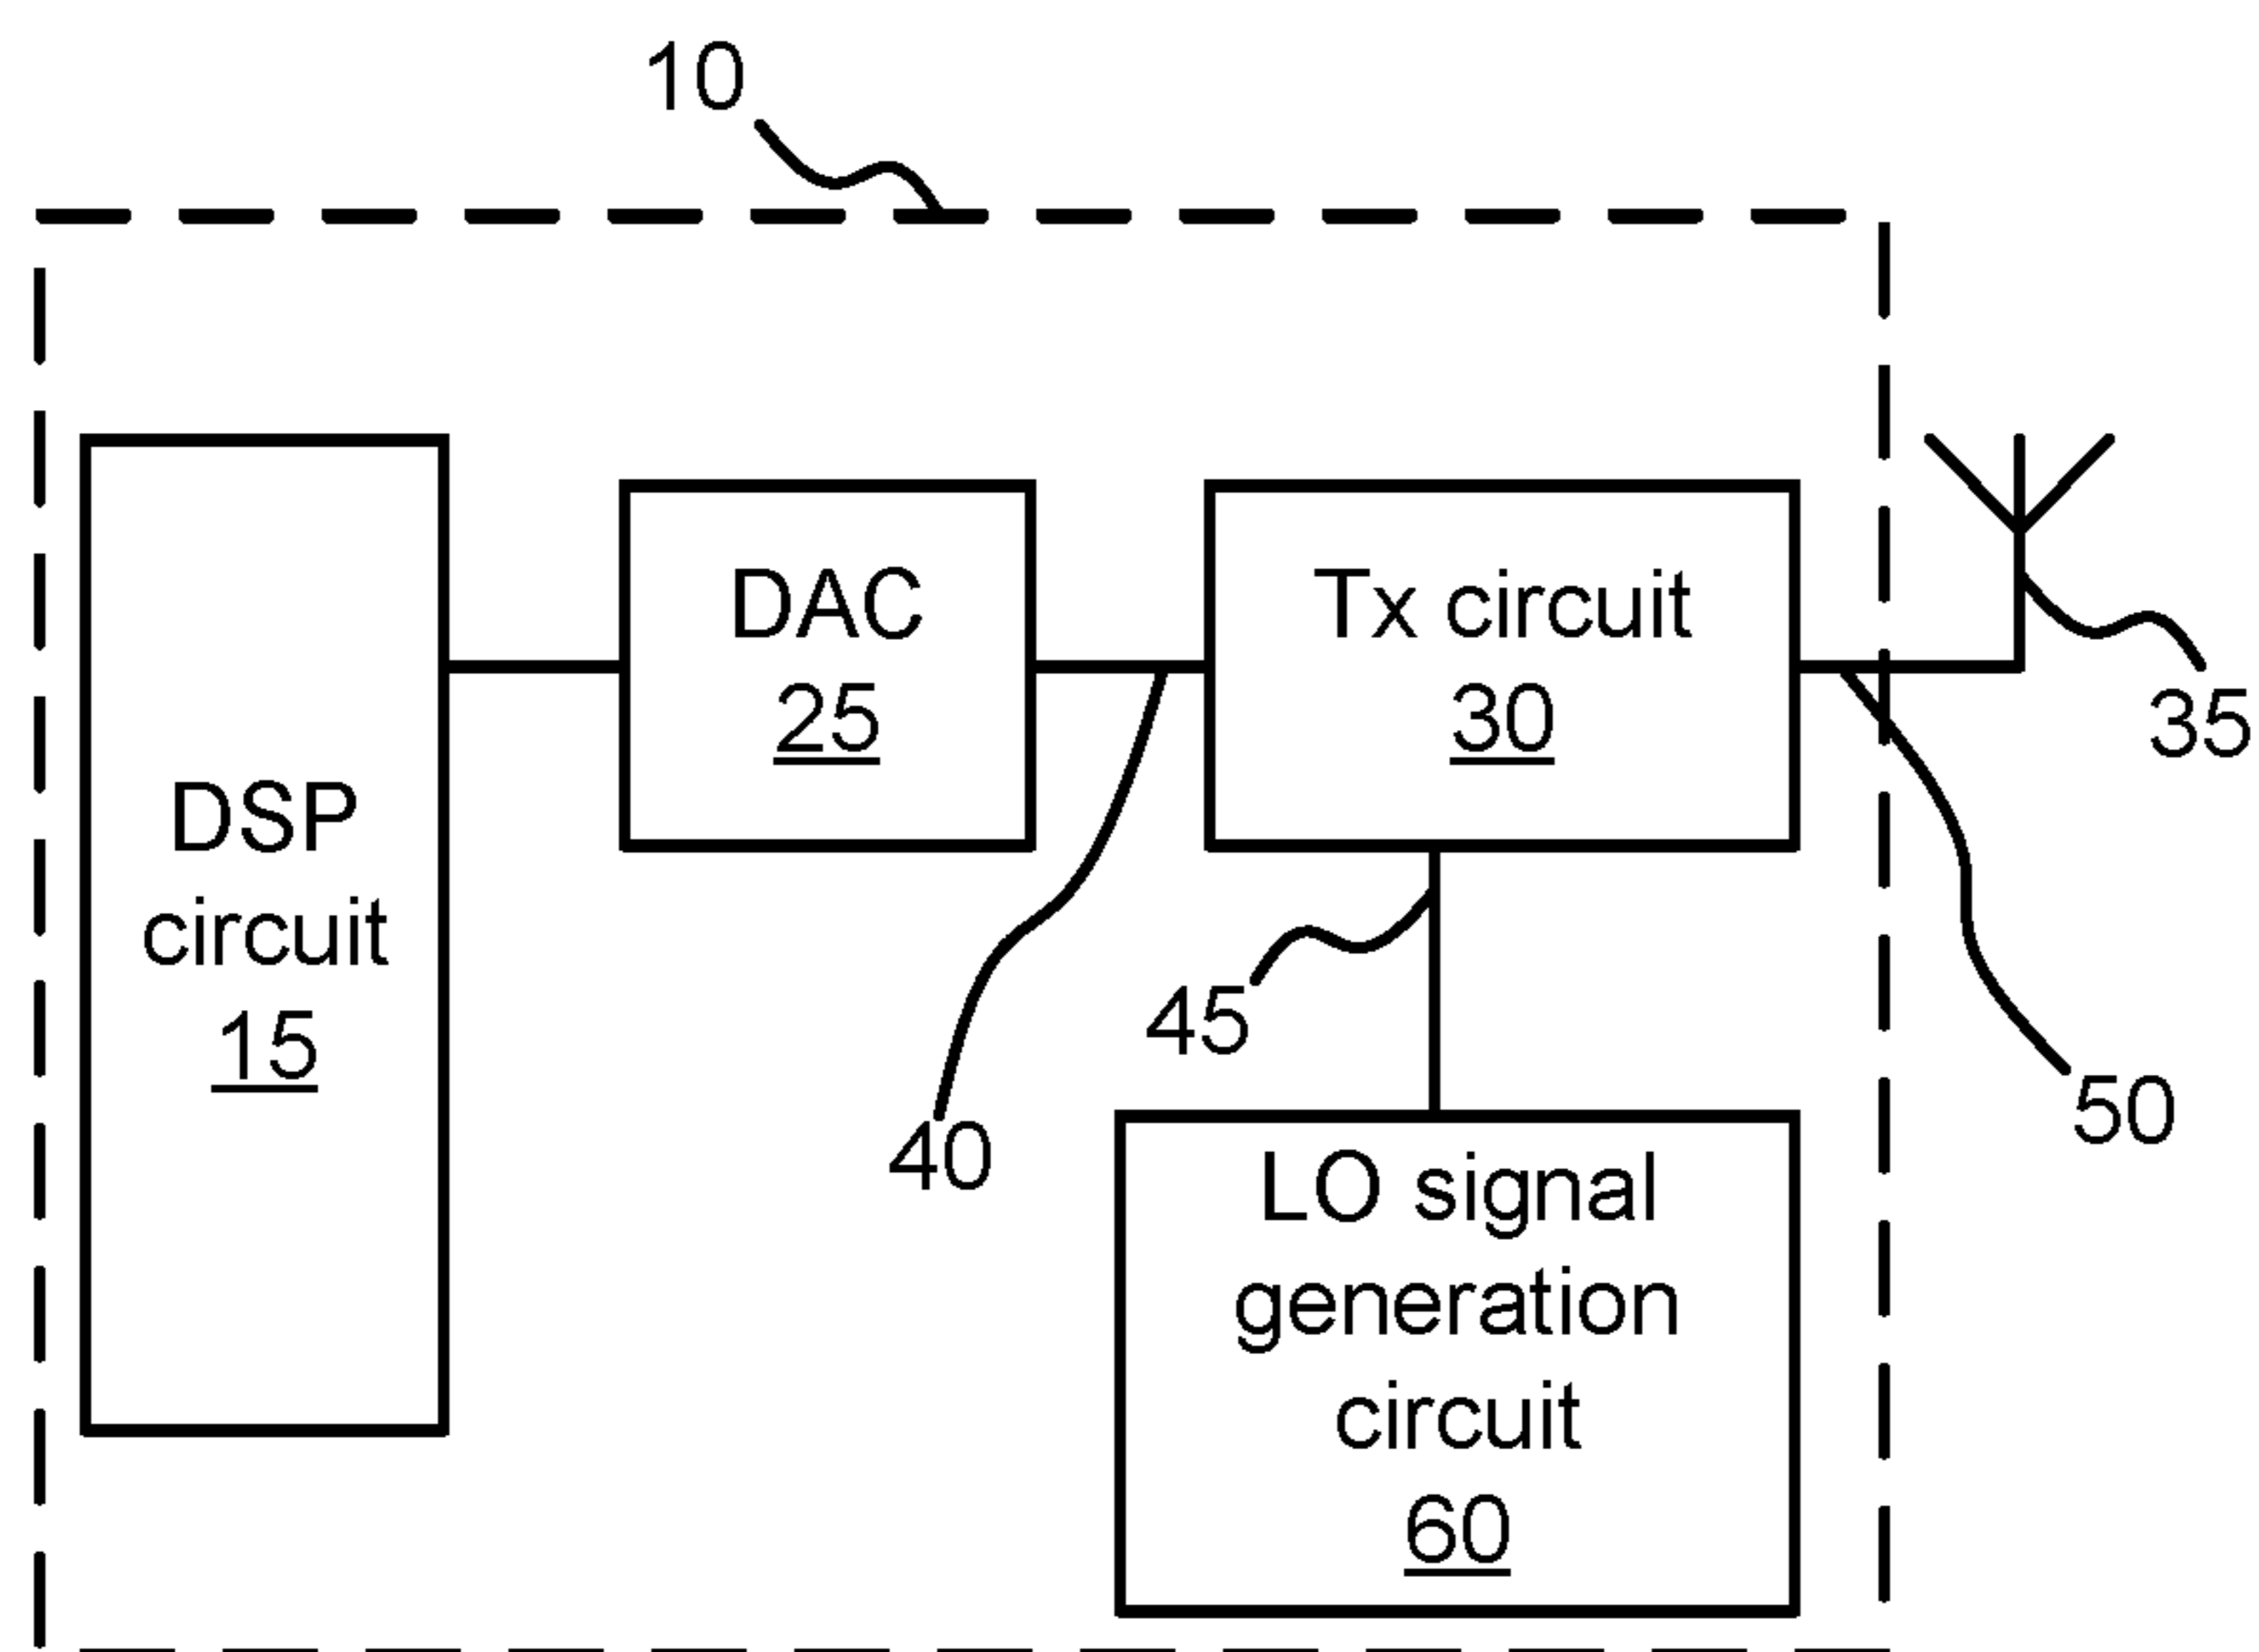 10
DSP
circuit
15
DAC
25
Tx circuit
30
35
40
45
50
LO signal
generation
circuit
60